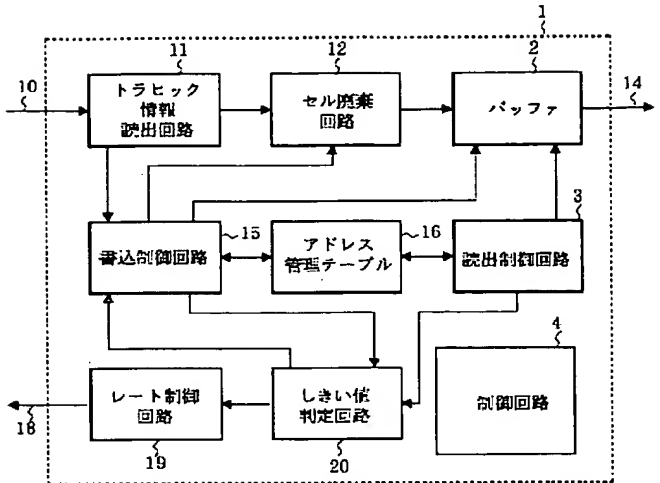 1
11
12
2
10
トラヒック
情報
読出回路
セル廃棄
回路
バッファ
14
3
書込制御回路
15
アドレス
管理テーブル
16
読出制御回路
4
レート制御
回路
しきい値
判定回路
制御回路
18
19
20